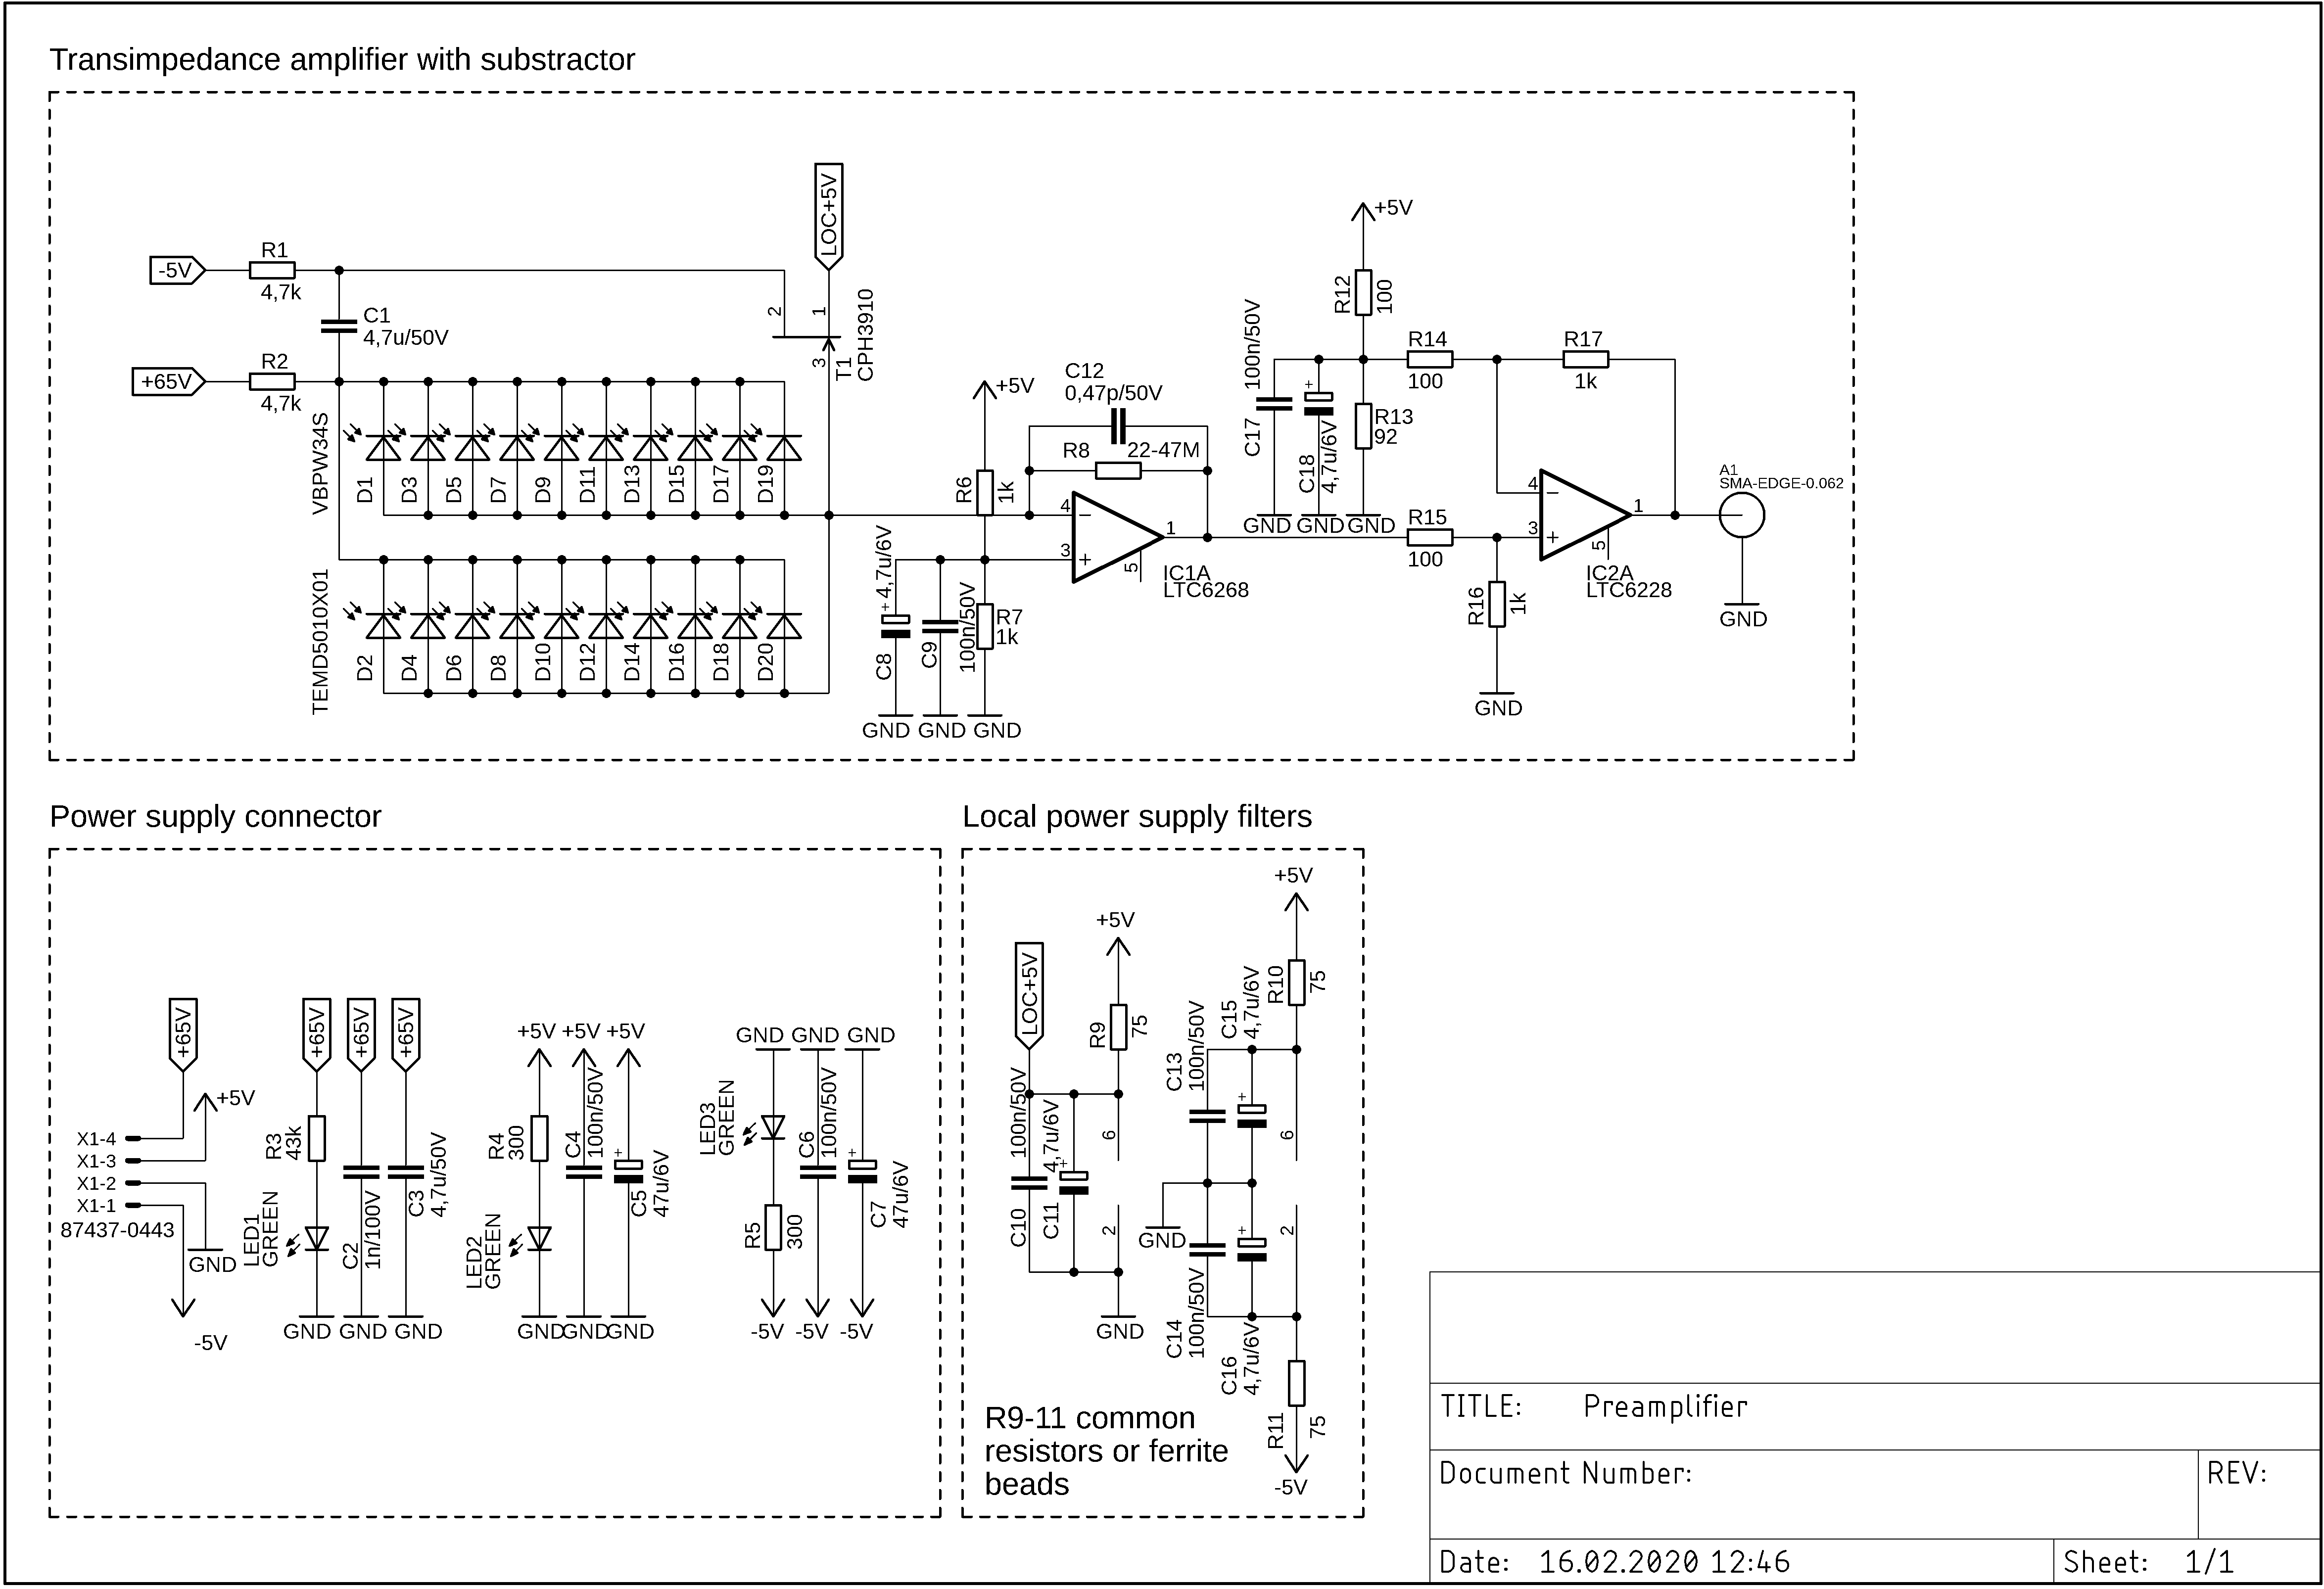 Transimpedance amplifier with substractor
LOC+5V
-5V
R1
4,7k
C1
4,7u/50V
+65V
R2
4,7k
2
1
3
T1
CPH3910
VBPW34S
D1
D3
D5
D7
D9
D11
D13
D15
D17
D19
TEMD5010X01
D2
D4
D6
D8
D10
D12
D14
D16
D18
D20
+5V
R6
1k
C12
0,47p/50V
R8
22-47M
4
3
1
5
IC1A
LTC6268
C8
4,7u/6V
+
C9
100n/50V
R7
1k
GND
GND
GND
+5V
R12
100
C17
100n/50V
C18
4,7u/6V
+
R13
92
GND
GND
GND
R14
100
R17
1k
R15
100
R16
1k
GND
4
3
1
5
IC2A
LTC6228
A1
SMA-EDGE-0.062
GND
Power supply connector
+65V
+5V
X1-4
X1-3
X1-2
X1-1
87437-0443
GND
-5V
+65V
+65V
+65V
R3
43k
LED1
GREEN
C2
1n/100V
C3
4,7u/50V
GND
GND
GND
+5V
+5V
+5V
R4
300
LED2
GREEN
C4
100n/50V
C5
47u/6V
+
GND
GND
GND
GND
GND
GND
LED3
GREEN
R5
300
C6
100n/50V
C7
47u/6V
+
-5V
-5V
-5V
Local power supply filters
LOC+5V
+5V
R9
75
C10
100n/50V
C11
4,7u/6V
+
6
2
GND
+5V
R10
75
C13
100n/50V
C15
4,7u/6V
+
6
GND
C14
100n/50V
C16
4,7u/6V
+
2
R11
75
-5V
R9-11 common
resistors or ferrite
beads
TITLE: Preamplifier
Document Number:
REV:
Date: 16.02.2020 12:46
Sheet: 1/1